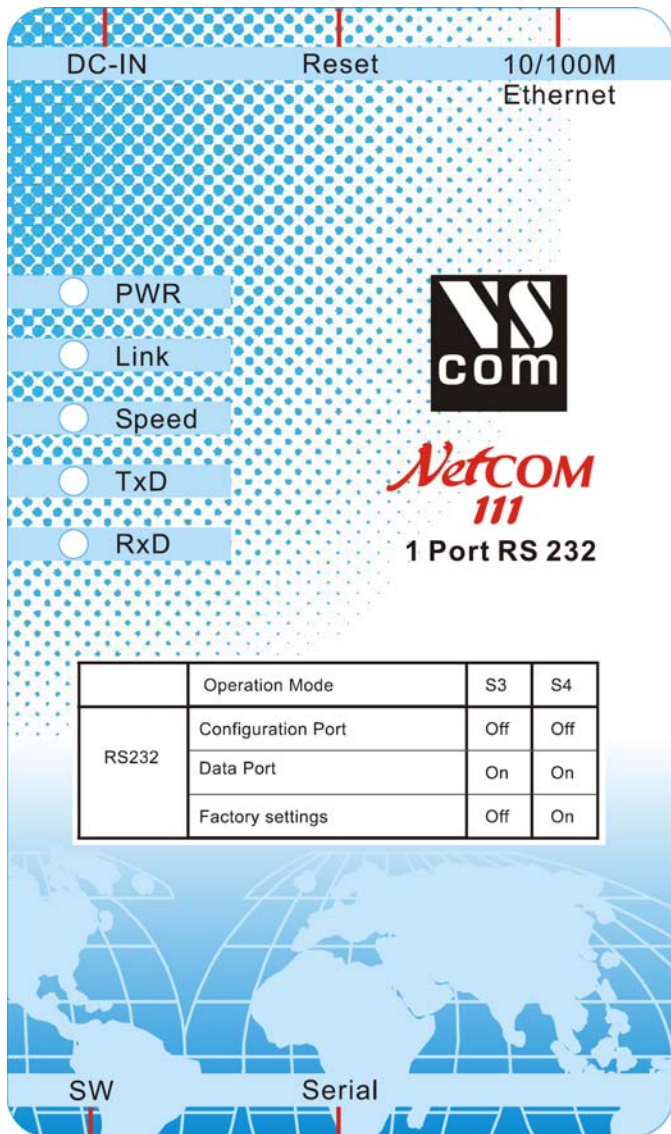 DC-IN Reset 10/100M
Ethernet
PWR
Link
Speed
TxD
RxD
VS
com
NetCOM
111
1 Port RS 232
Operation Mode S3 S4
RS232
Configuration Port Off Off
Data Port On On
Factory settings Off On
SW Serial